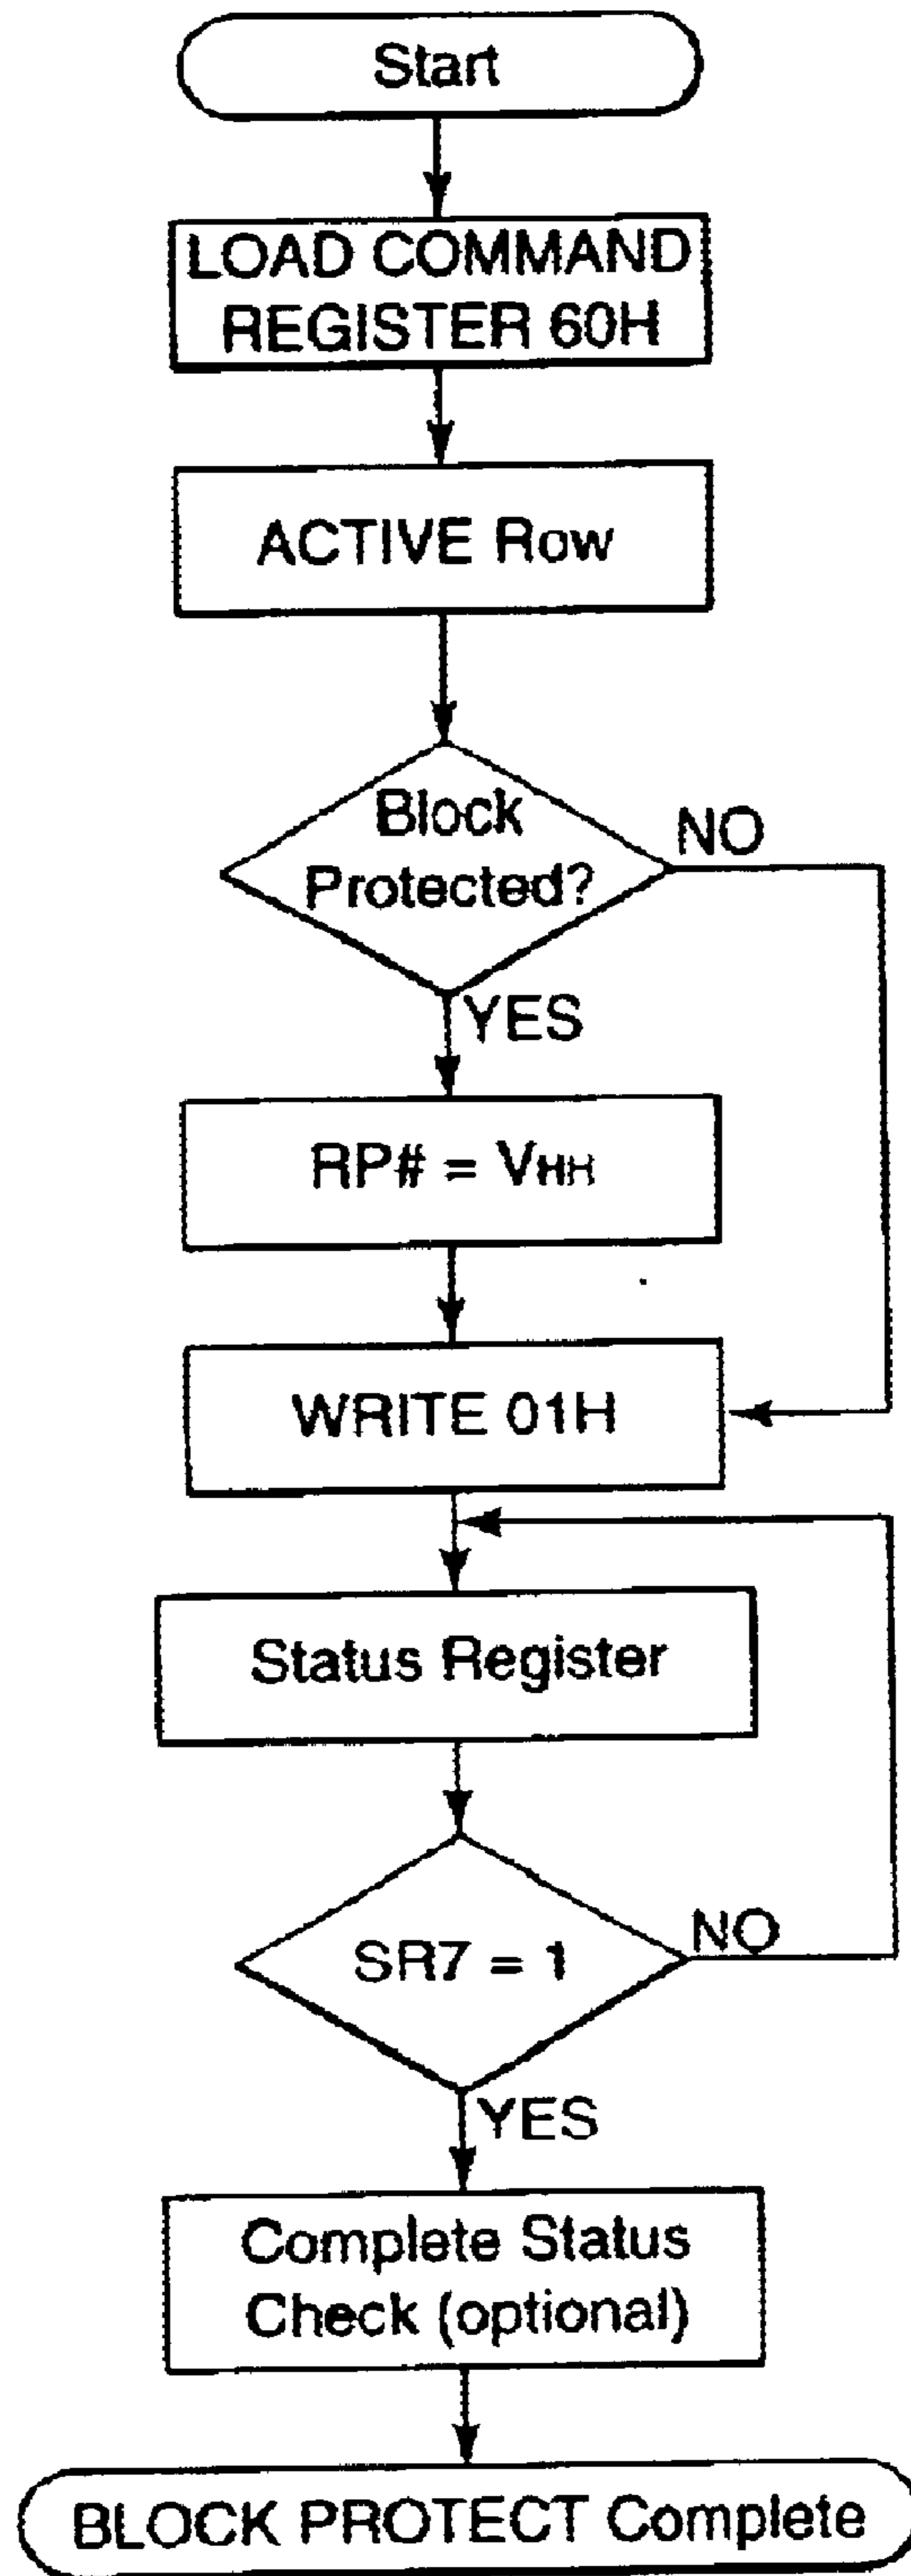 Start
LOAD COMMAND
REGISTER 60H
ACTIVE Row
Block
Protected?
NO
YES
RP# = VHH
WRITE 01H
Status Register
SR7 = 1
NO
YES
Complete Status
Check (optional)
BLOCK PROTECT Complete